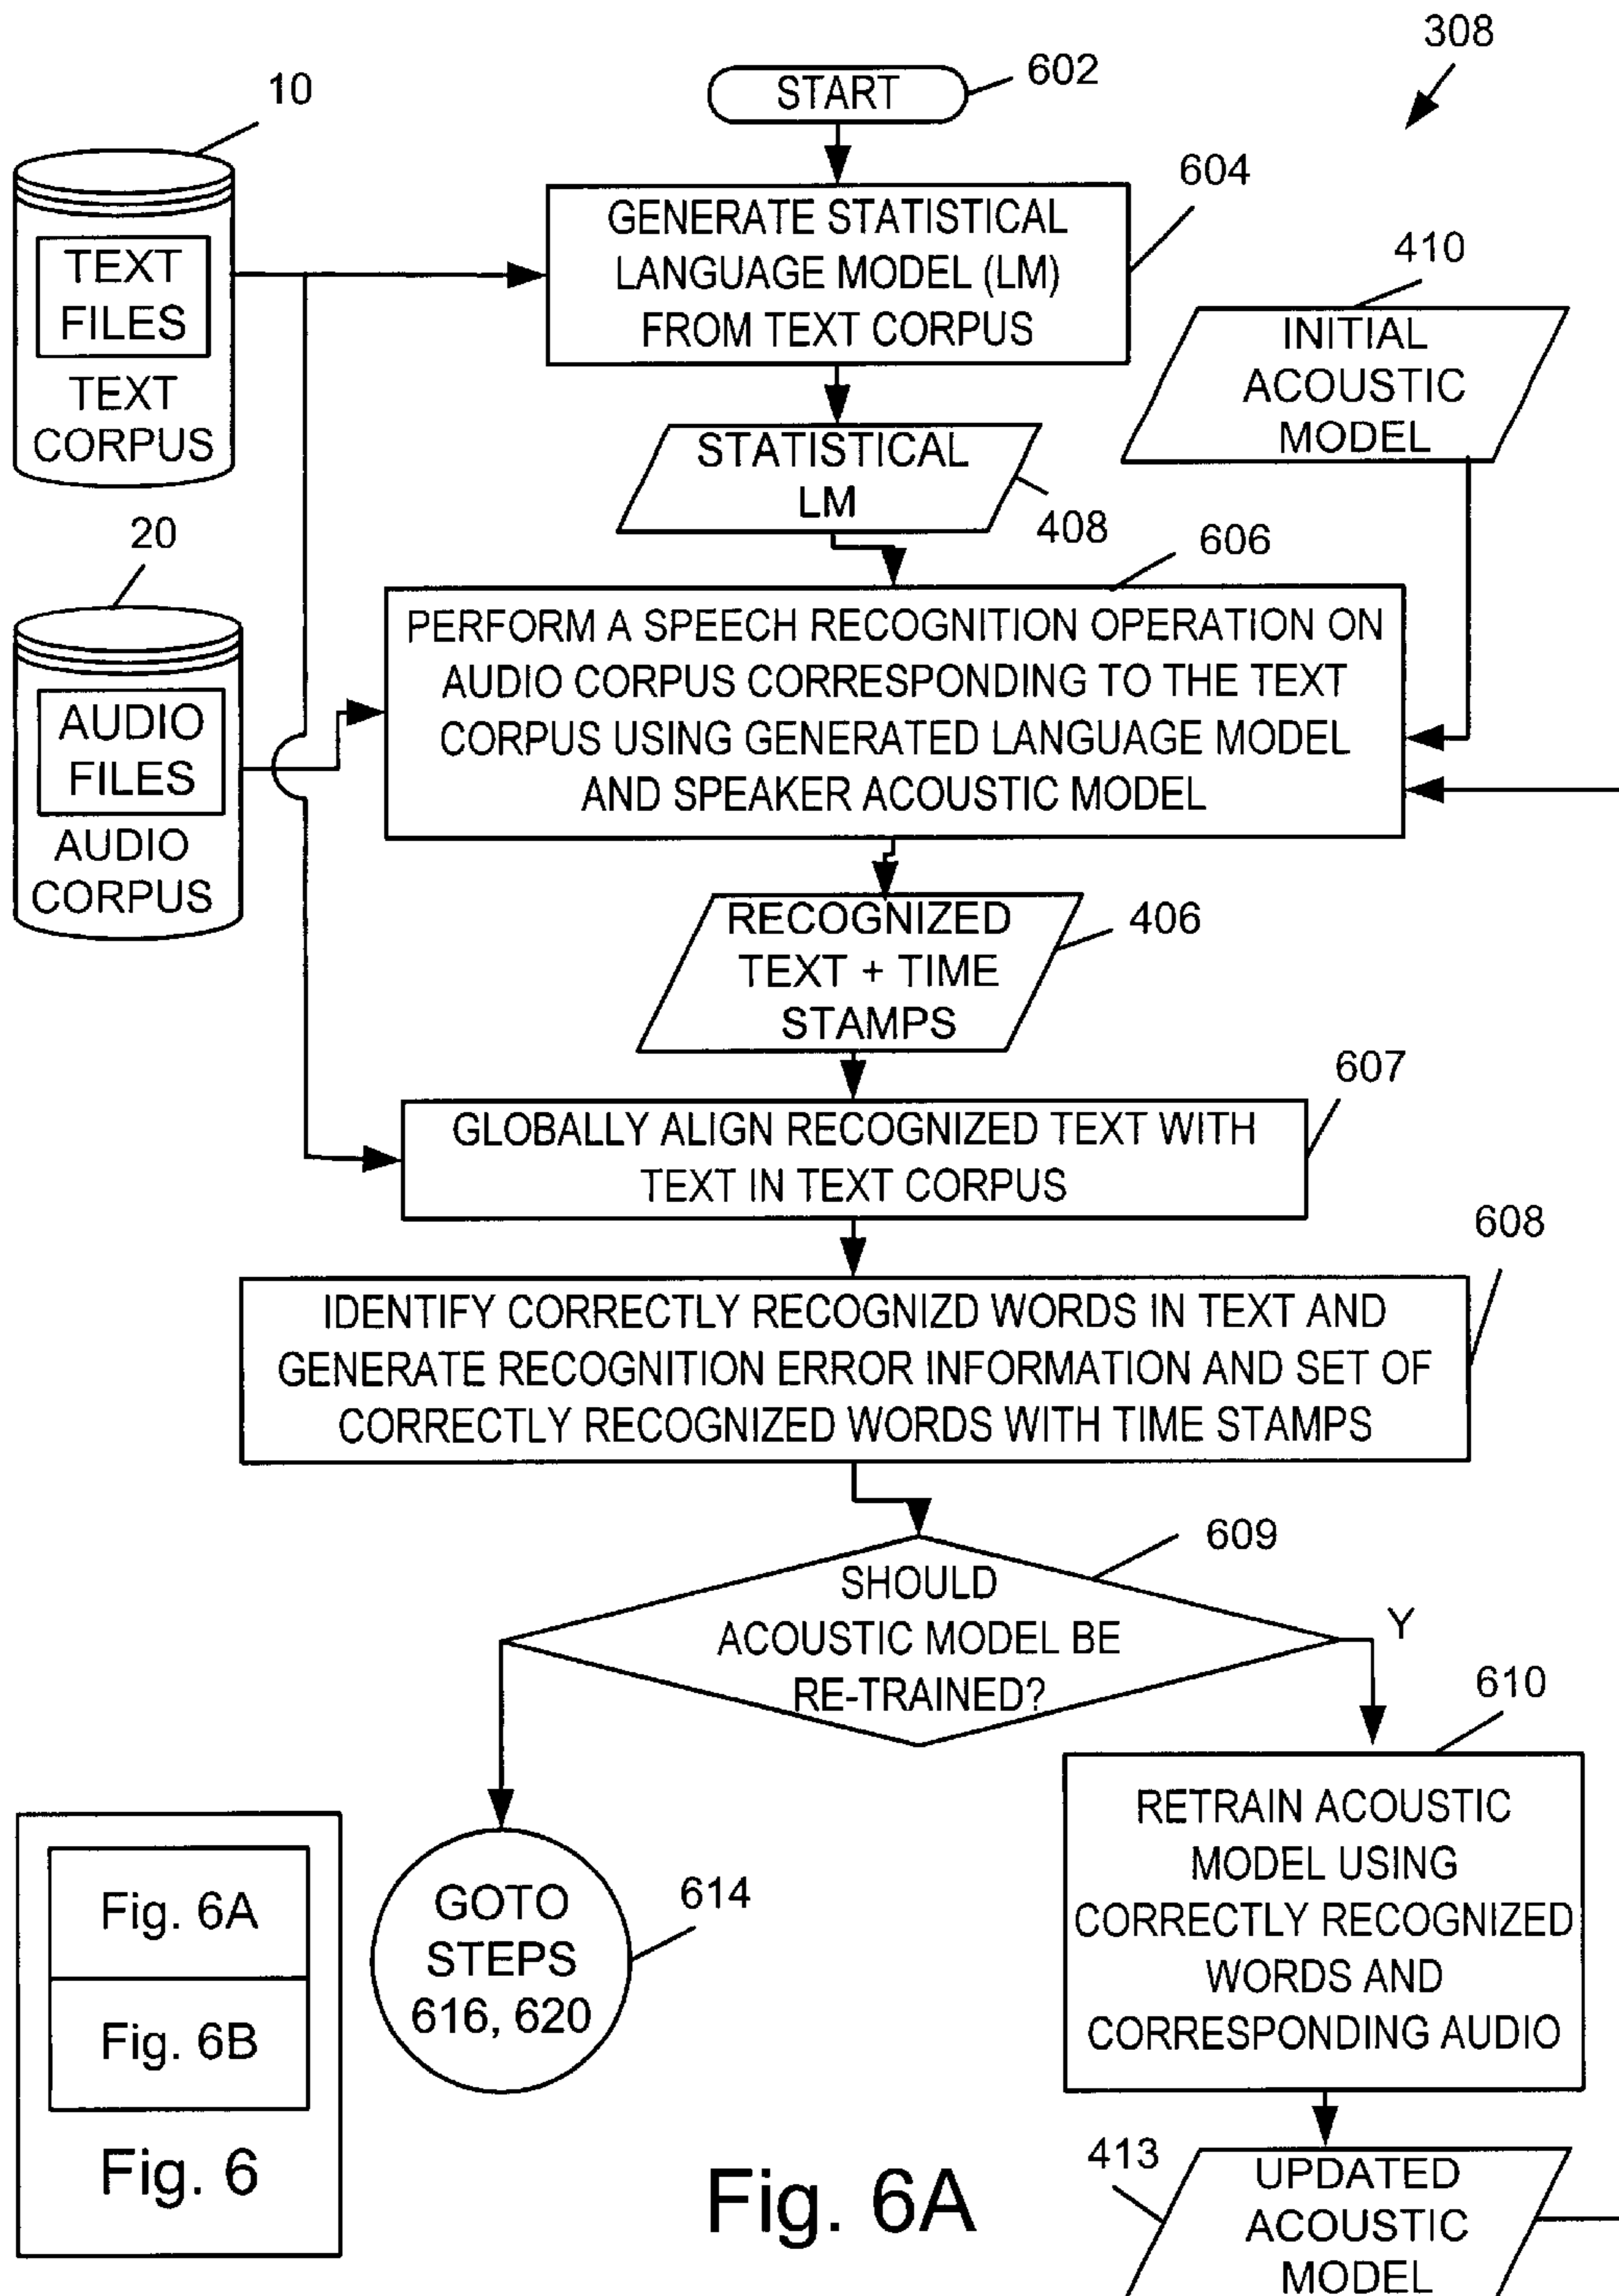 308
START
602
10
604
GENERATE STATISTICAL
LANGUAGE MODEL (LM)
FROM TEXT CORPUS
TEXT
FILES
TEXT
CORPUS
410
INITIAL
ACOUSTIC
MODEL
STATISTICAL
LM
408
20
606
PERFORM A SPEECH RECOGNITION OPERATION ON
AUDIO CORPUS CORRESPONDING TO THE TEXT
CORPUS USING GENERATED LANGUAGE MODEL
AND SPEAKER ACOUSTIC MODEL
AUDIO
FILES
AUDIO
CORPUS
RECOGNIZED
TEXT + TIME
STAMPS
406
607
GLOBALLY ALIGN RECOGNIZED TEXT WITH
TEXT IN TEXT CORPUS
608
IDENTIFY CORRECTLY RECOGNIZD WORDS IN TEXT AND
GENERATE RECOGNITION ERROR INFORMATION AND SET OF
CORRECTLY RECOGNIZED WORDS WITH TIME STAMPS
609
SHOULD
ACOUSTIC MODEL BE
RE-TRAINED?
Y
610
RETRAIN ACOUSTIC
MODEL USING
CORRECTLY RECOGNIZED
WORDS AND
CORRESPONDING AUDIO
GOTO
STEPS
616, 620
614
Fig. 6A
Fig. 6B
Fig. 6
413
UPDATED
ACOUSTIC
MODEL
Fig. 6A